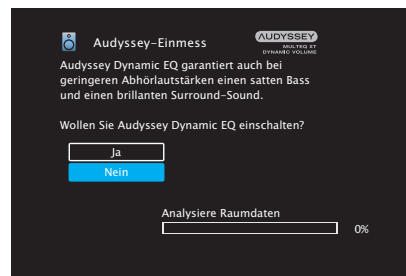 Audyssey-Einmess
AUDYSSEY
MULTEQ XT
DYNAMIC VOLUME
Audyssey Dynamic EQ garantiert auch bei
geringeren Abhörlautstärken einen satten Bass
und einen brillanten Surround-Sound.
Wollen Sie Audyssey Dynamic EQ einschalten?
Ja
Nein
Analysiere Raumdaten
0%